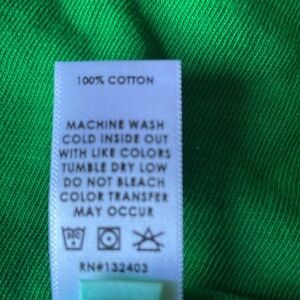 100% COTTON
MACHINE WASH
COLD INSIDE OUT
WITH LIKE COLORS
TUMBLE DRY LOW
DO NOT BLEACH
COLOR TRANSFER
MAY OCCUR
RN#132403